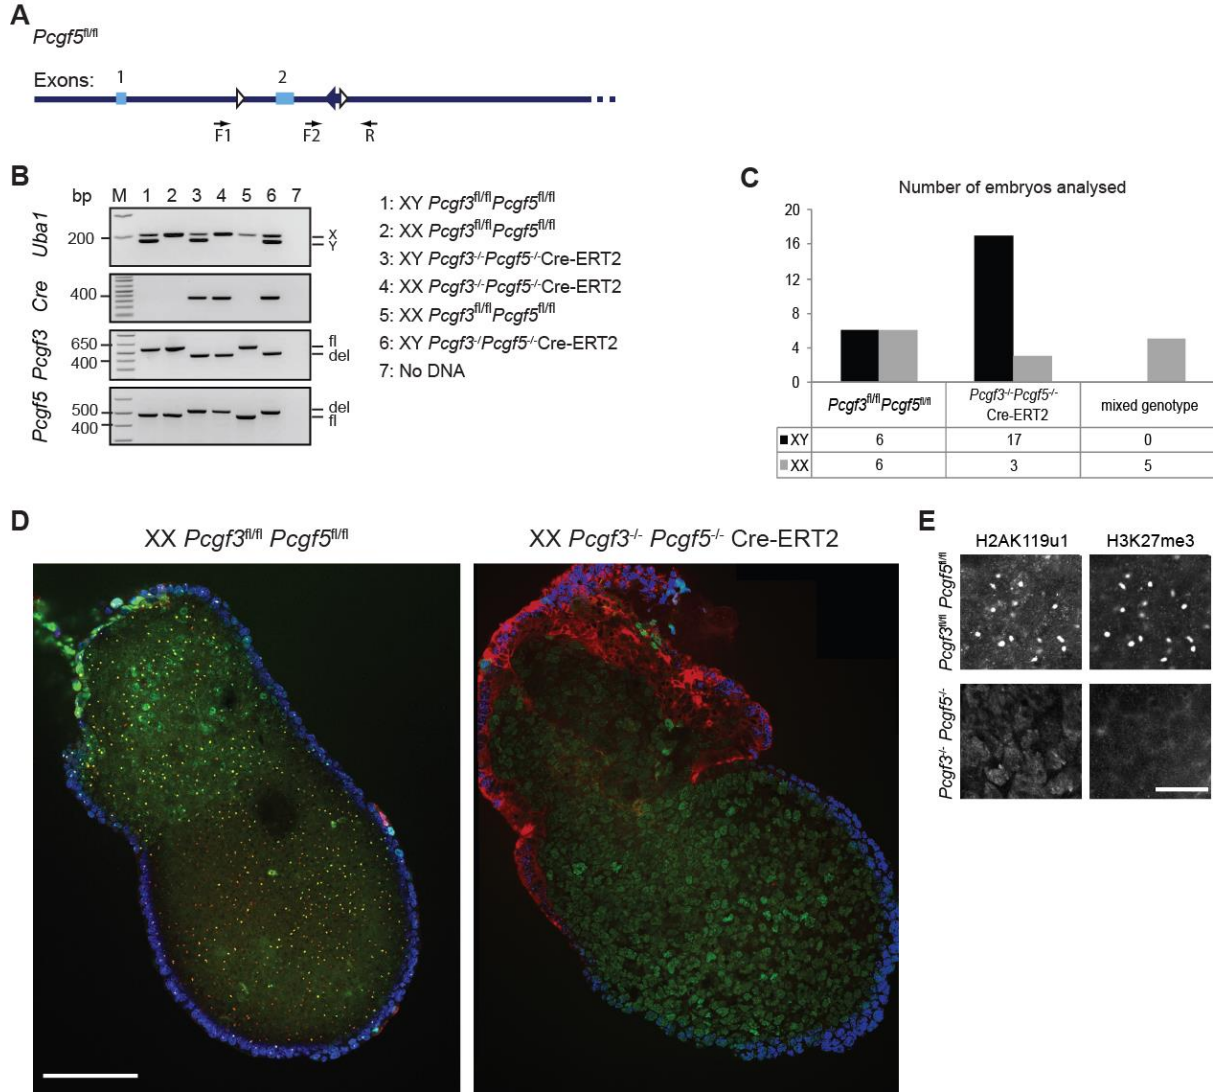 A
Pcgf5fl/fl
Exons: 1 2
F1 F2 R
B
bp M 1 2 3 4 5 6 7
Uba1
200
X
Y
Cre
400
Pcgf3
650
400
fl
del
Pcgf5
500
400
del
fl
1: XY Pcgf3fl/flPcgf5fl/fl
2: XX Pcgf3fl/flPcgf5fl/fl
3: XY Pcgf3-/-Pcgf5-/-Cre-ERT2
4: XX Pcgf3-/-Pcgf5-/-Cre-ERT2
5: XX Pcgf3fl/flPcgf5fl/fl
6: XY Pcgf3-/Pcgf5-/-Cre-ERT2
7: No DNA
C
Number of embryos analysed
20
16
12
8
4
0
Pcgf3fl/flPcgf5fl/fl
Pcgf3-/-Pcgf5-/-
Cre-ERT2
mixed genotype
XY 6 17 0
XX 6 3 5
D
XX Pcgf3fl/fl Pcgf5fl/fl
XX Pcgf3-/- Pcgf5-/- Cre-ERT2
E
H2AK119u1 H3K27me3
Pcgf3fl/fl Pcgf5fl/fl
Pcgf3-/- Pcgf5-/-